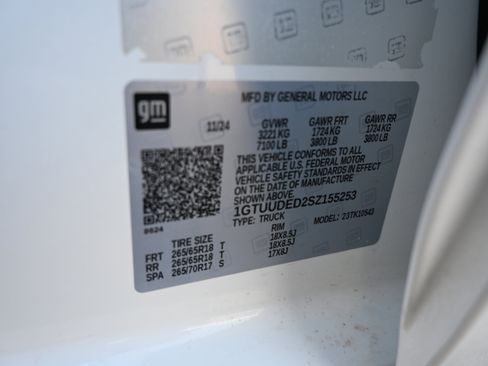 gm
MFD BY GENERAL MOTORS LLC
11/24 GVWR GAWR FRT GAWR RR
3221 KG 1724 KG 1724 KG
7100 LB 3800 LB 3800 LB
THIS VEHICLE CONFORMS TO ALL
APPLICABLE U.S. FEDERAL MOTOR
VEHICLE SAFETY STANDARDS IN EFFECT
ON THE DATE OF MANUFACTURE
1GTUUDED2SZ155253
TYPE: TRUCK MODEL: 23TK10543
8624
TIRE SIZE RIM
FRT 265/65R18 T 18X8.5J
RR 265/65R18 T 18X8.5J
SPA 265/70R17 S 17X8J